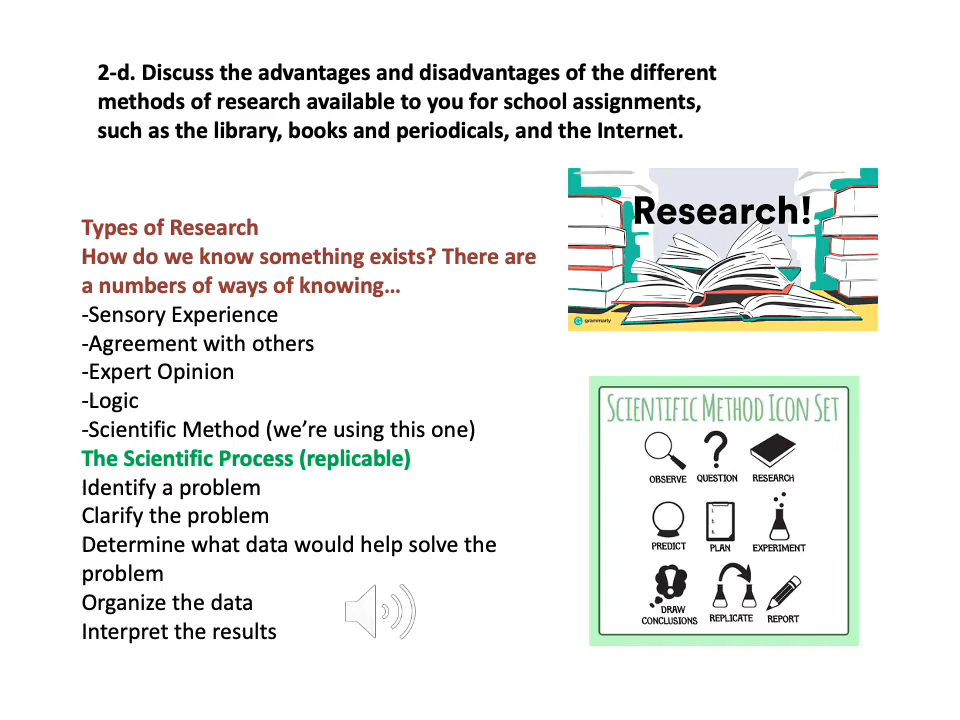 2-d. Discuss the advantages and disadvantages of the different
methods of research available to you for school assignments,
such as the library, books and periodicals, and the Internet.
Types of Research
How do we know something exists? There are
a numbers of ways of knowing…
-Sensory Experience
-Agreement with others
-Expert Opinion
-Logic
-Scientific Method (we’re using this one)
The Scientific Process (replicable)
Identify a problem
Clarify the problem
Determine what data would help solve the
problem
Organize the data
Interpret the results
Research!
grammarly
SCIENTIFIC METHOD ICON SET
OBSERVE QUESTION RESEARCH
PREDICT PLAN EXPERIMENT
DRAW
CONCLUSIONS REPLICATE REPORT